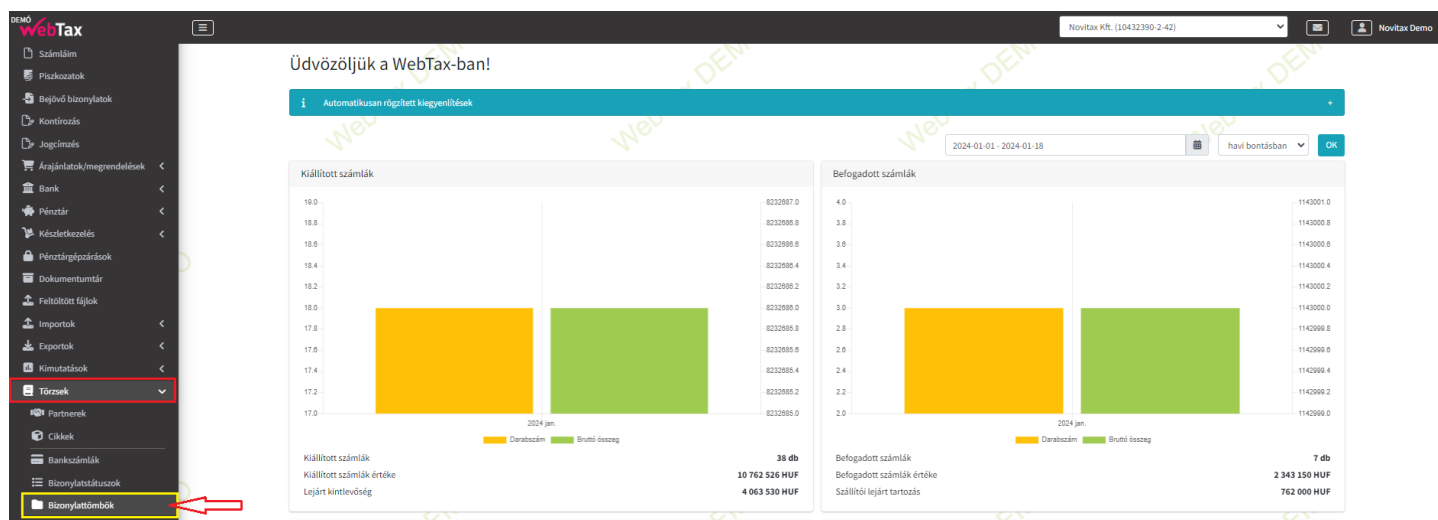 DEMÓ
WebTax
Novitax Kft. (10432390-2-42)
Novitax Demo
Számláim
Piszkozatok
Bejövő bizonylatok
Kontírozás
Jogcímzés
Árajánlatok/megrendelések
Bank
Pénztár
Készletkezelés
Pénztárgépzárások
Dokumentumtár
Feltöltött fájlok
Importok
Exportok
Kimutatások
Törzsek
Partnerek
Cikkek
Bankszámlák
Bizonylatstátuszok
Bizonylattömbök
Üdvözöljük a WebTax-ban!
i Automatikusan rögzített kiegyenlítések +
2024-01-01 - 2024-01-18 havi bontásban OK
Kiállított számlák
19.0 8232687.0
18.8 8232686.8
18.6 8232686.6
18.4 8232686.4
18.2 8232686.2
18.0 8232686.0
17.8 8232685.8
17.6 8232685.6
17.4 8232685.4
17.2 8232685.2
17.0 8232685.0
2024 jan.
Darabszám Bruttó összeg
Kiállított számlák 38 db
Kiállított számlák értéke 10 762 526 HUF
Lejárt kintlevőség 4 063 530 HUF
Befogadott számlák
4.0 1143001.0
3.8 1143000.8
3.6 1143000.6
3.4 1143000.4
3.2 1143000.2
3.0 1143000.0
2.8 1142999.8
2.6 1142999.6
2.4 1142999.4
2.2 1142999.2
2.0 1142999.0
2024 jan.
Darabszám Bruttó összeg
Befogadott számlák 7 db
Befogadott számlák értéke 2 343 150 HUF
Szállítói lejárt tartozás 762 000 HUF